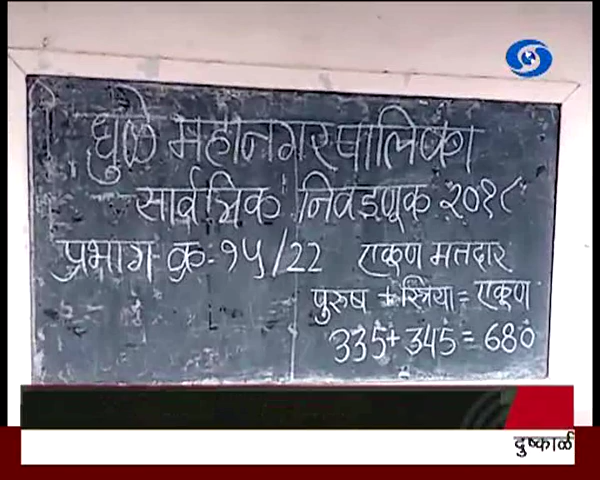 धुळे महानगरपालिका
सार्वत्रिक निवडणूक २०१८
प्रभाग क्र:- १५/22 एकुण मतदार
पुरुष + स्त्रिया = एकुण
335+ 345 = 680
दुष्काळ